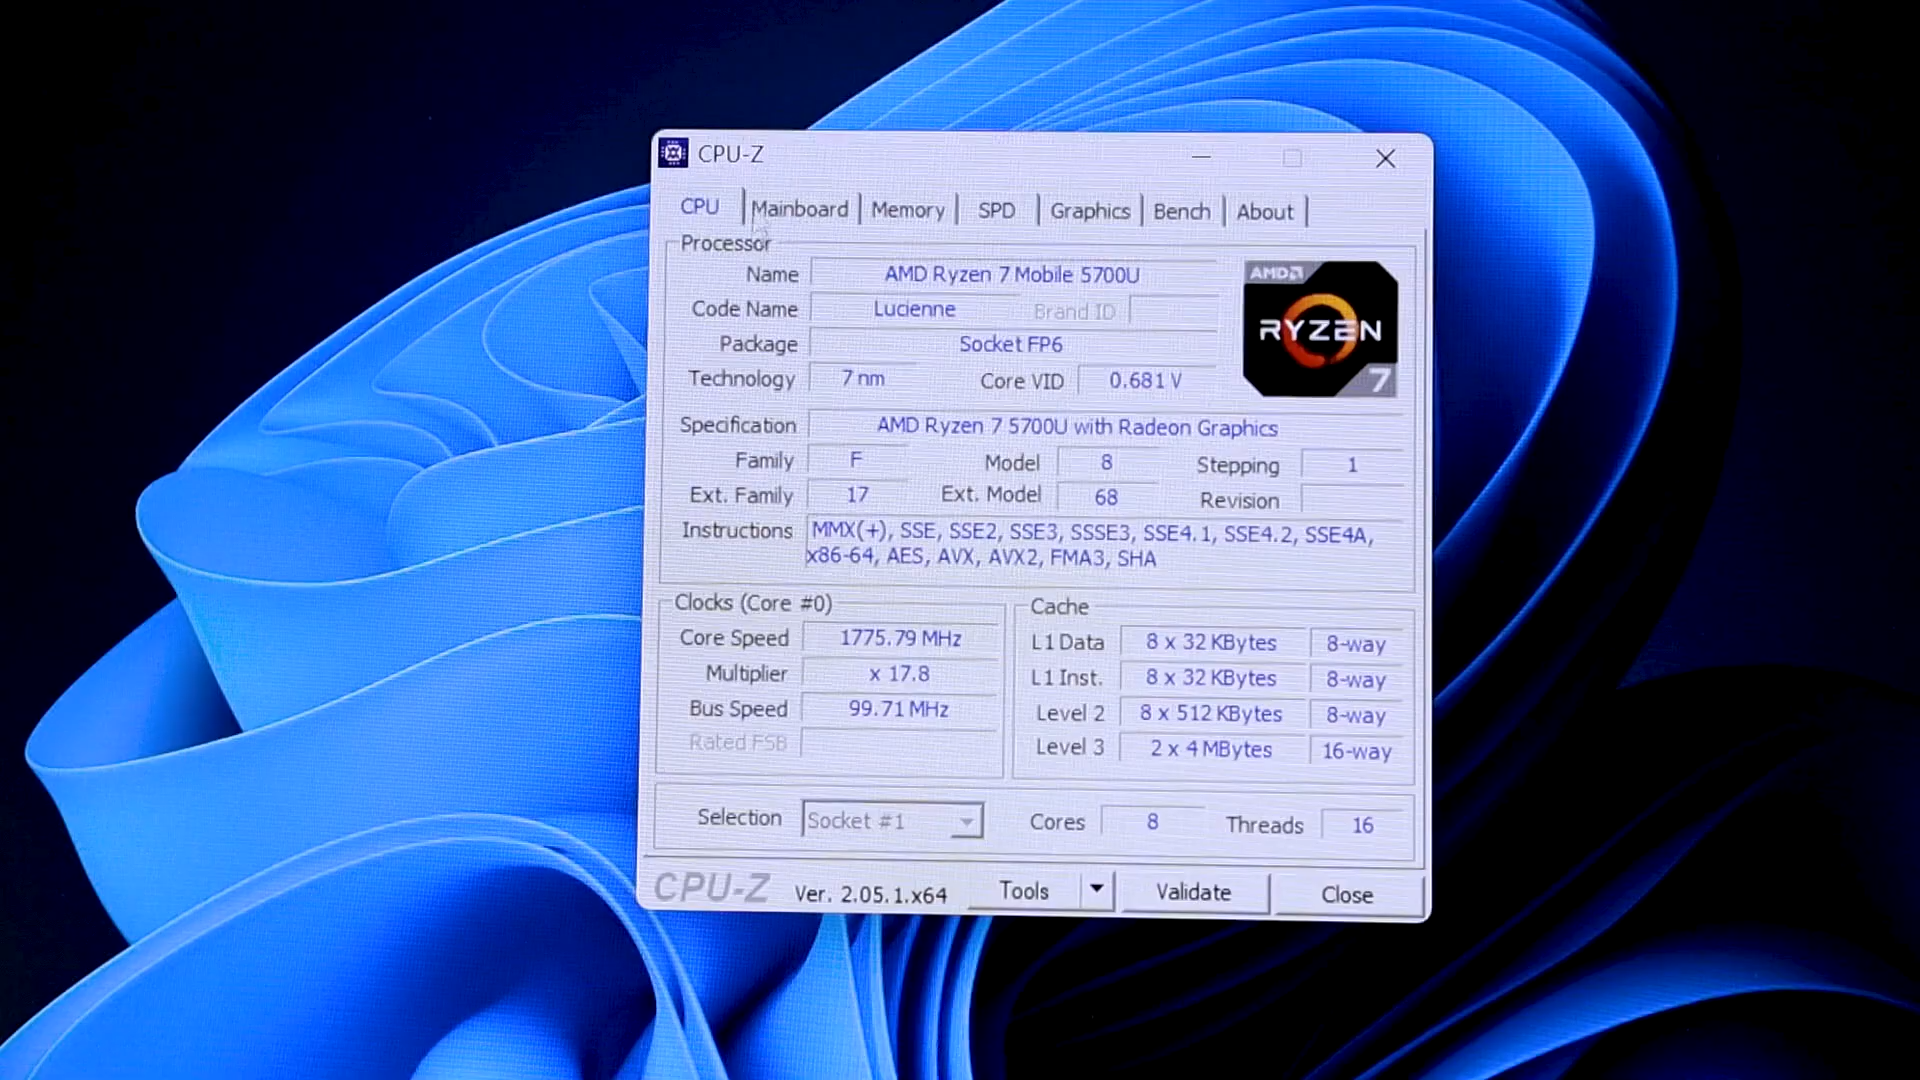 CPU-Z
CPU Mainboard Memory SPD Graphics Bench About
Processor
Name AMD Ryzen 7 Mobile 5700U
Code Name Lucienne Brand ID
Package Socket FP6
Technology 7 nm Core VID 0.681 V
AMD
RYZEN
7
Specification AMD Ryzen 7 5700U with Radeon Graphics
Family F Model 8 Stepping 1
Ext. Family 17 Ext. Model 68 Revision
Instructions MMX(+), SSE, SSE2, SSE3, SSSE3, SSE4.1, SSE4.2, SSE4A,
x86-64, AES, AVX, AVX2, FMA3, SHA
Clocks (Core #0)
Core Speed 1775.79 MHz
Multiplier x 17.8
Bus Speed 99.71 MHz
Rated FSB
Cache
L1 Data 8 x 32 KBytes 8-way
L1 Inst. 8 x 32 KBytes 8-way
Level 2 8 x 512 KBytes 8-way
Level 3 2 x 4 MBytes 16-way
Selection Socket #1 Cores 8 Threads 16
CPU-Z Ver. 2.05.1.x64 Tools Validate Close